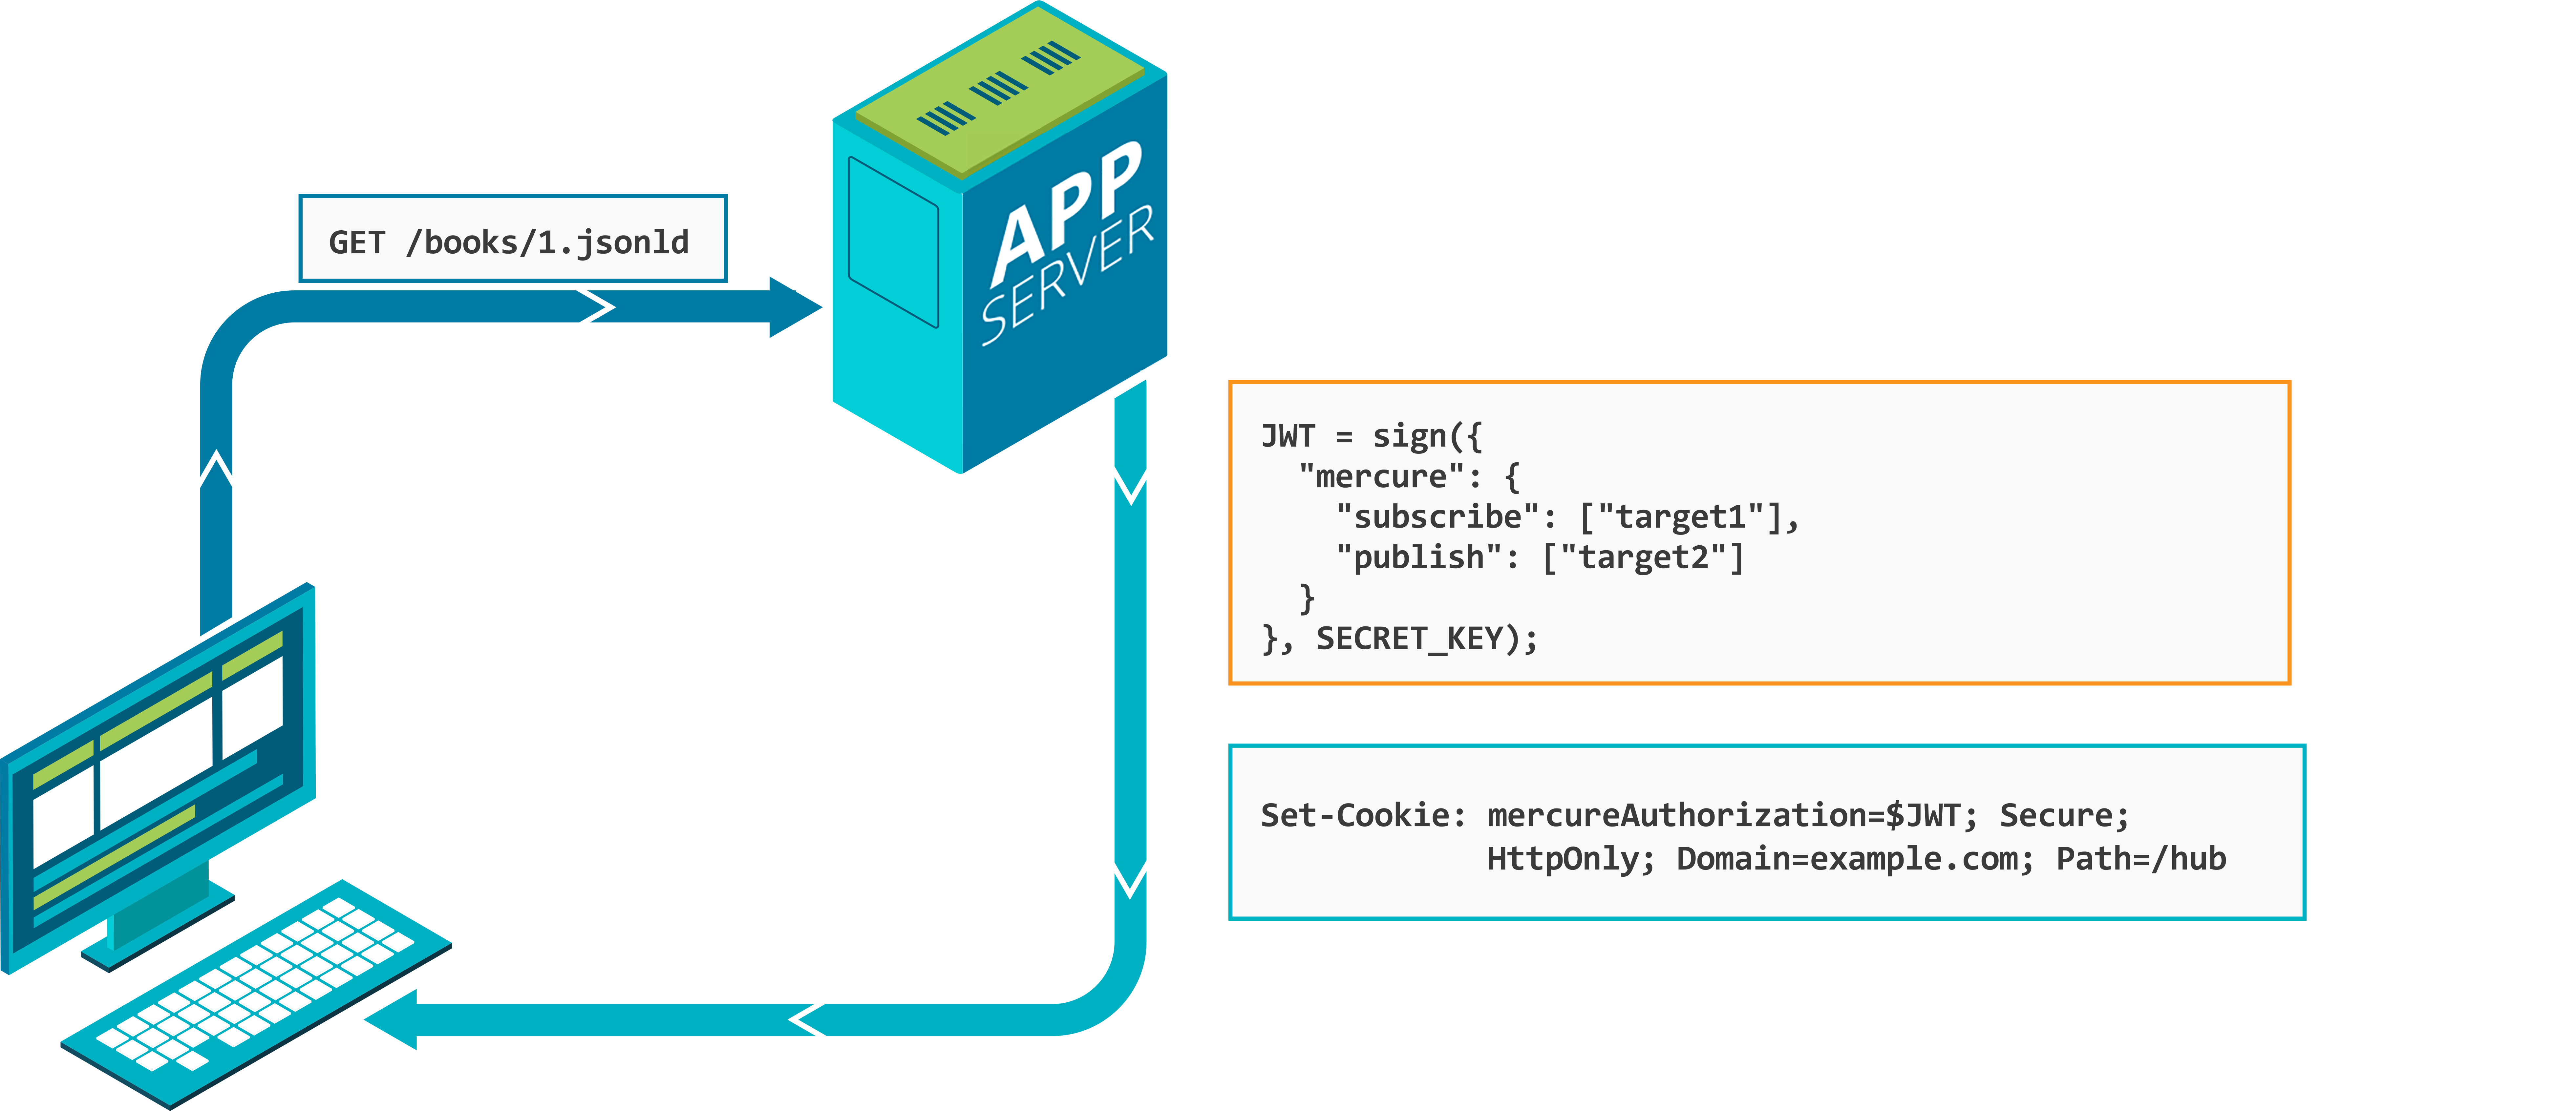 APP
SERVER
GET /books/1.jsonld
JWT = sign({
  "mercure": {
    "subscribe": ["target1"],
    "publish": ["target2"]
  }
}, SECRET_KEY);
Set-Cookie: mercureAuthorization=$JWT; Secure;
            HttpOnly; Domain=example.com; Path=/hub